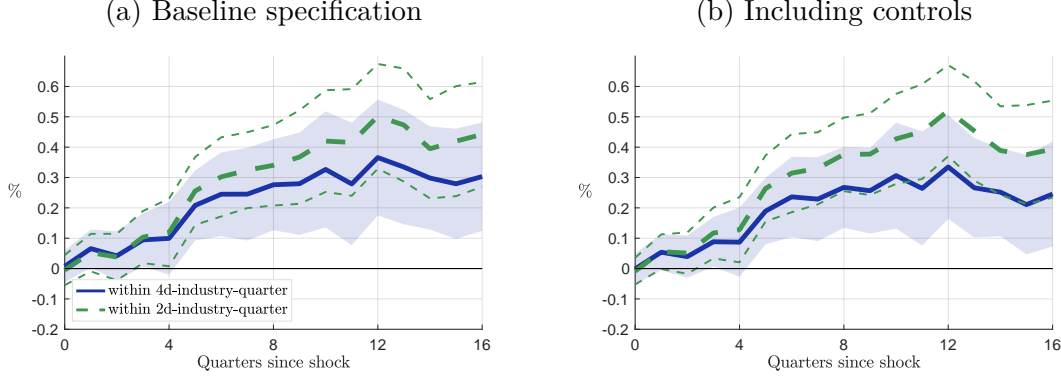 (a) Baseline specification
(b) Including controls
0.6
0.5
0.4
0.3
0.2
0.1
0
-0.1
-0.2
%
within 4d-industry-quarter
within 2d-industry-quarter
0 4 8 12 16
Quarters since shock
0.6
0.5
0.4
0.3
0.2
0.1
0
-0.1
-0.2
%
0 4 8 12 16
Quarters since shock